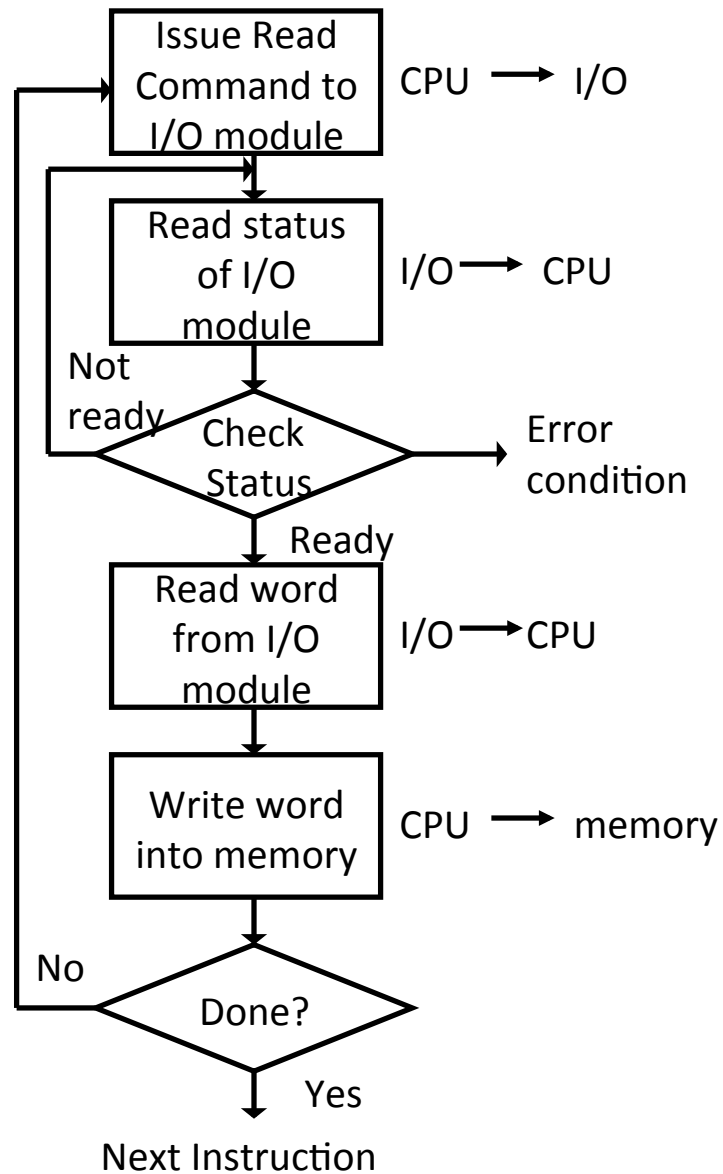 Issue Read
Command to
I/O module
CPU → I/O
Read status
of I/O
module
I/O → CPU
Not
ready
Check
Status
Error
condition
Ready
Read word
from I/O
module
I/O → CPU
Write word
into memory
CPU → memory
No
Done?
Yes
Next Instruction